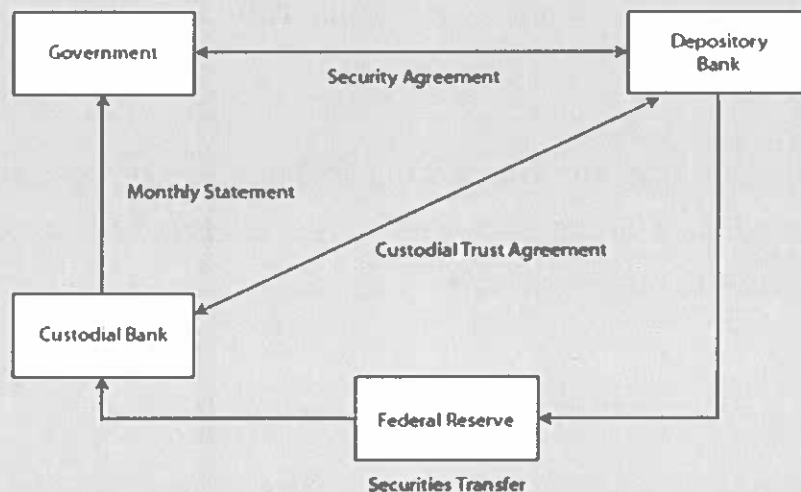 Government
Depository
Bank
Security Agreement
Monthly Statement
Custodial Trust Agreement
Custodial Bank
Federal Reserve
Securities Transfer